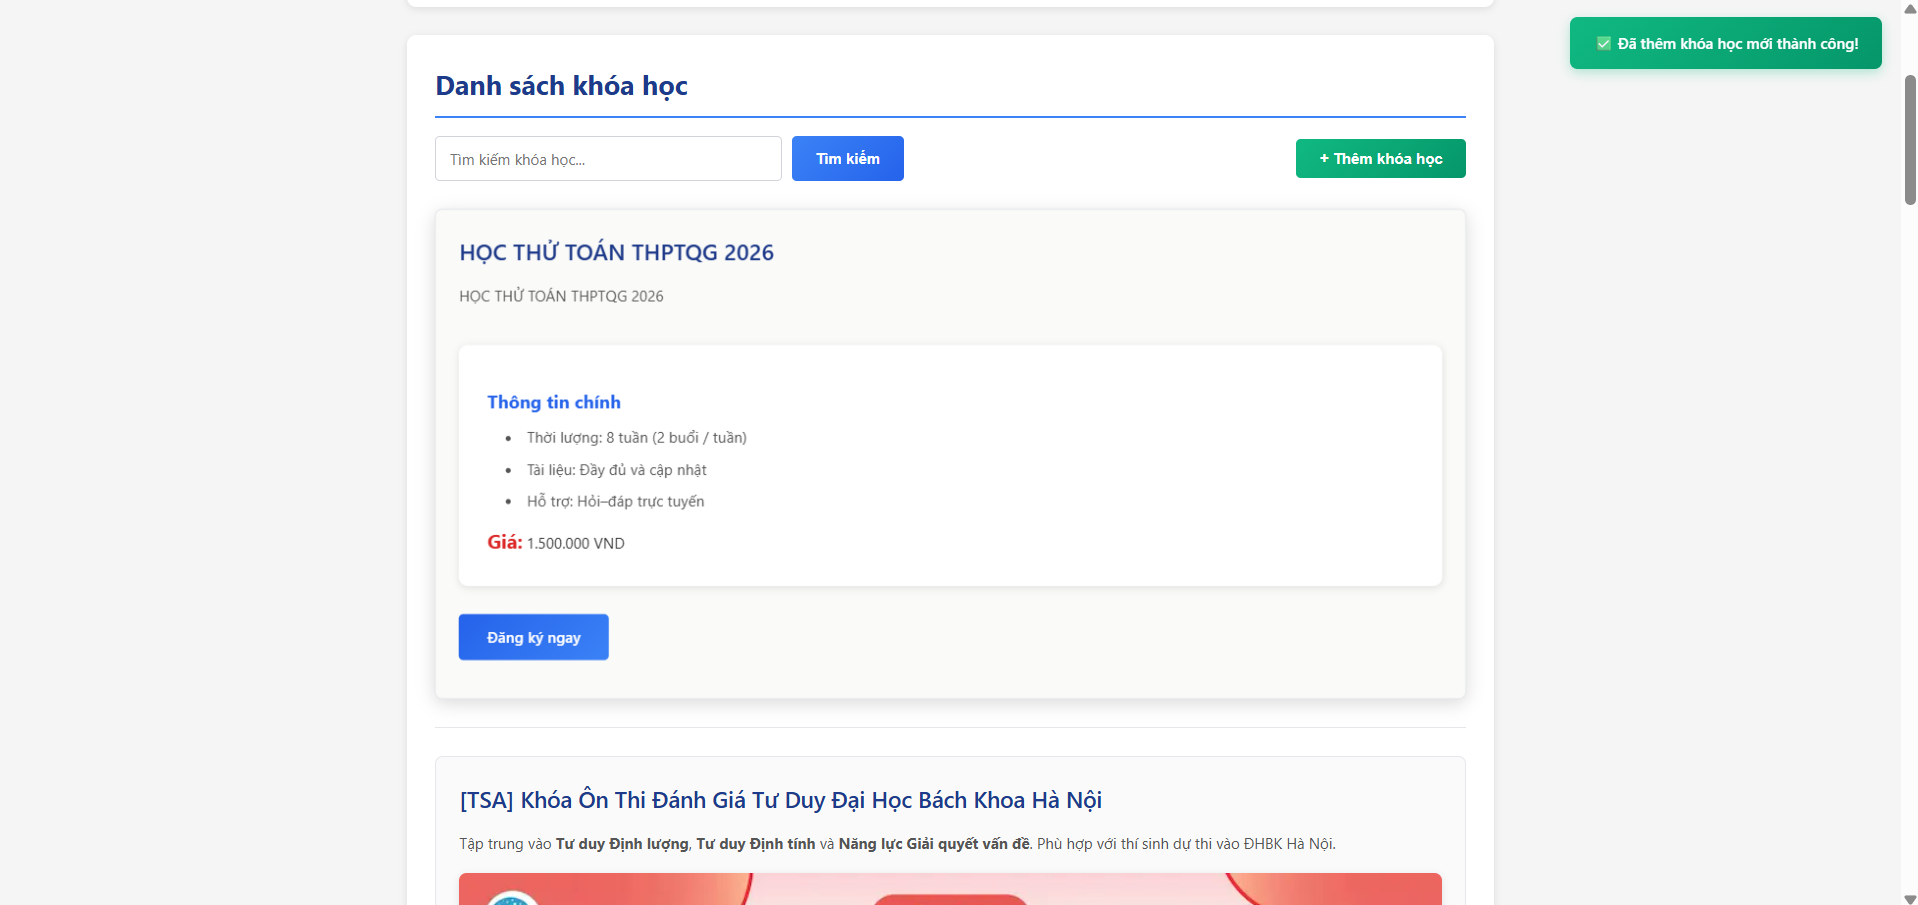 ✅ Đã thêm khóa học mới thành công!
Danh sách khóa học
Tìm kiếm khóa học...
Tìm kiếm
+ Thêm khóa học
HỌC THỬ TOÁN THPTQG 2026
HỌC THỬ TOÁN THPTQG 2026
Thông tin chính
• Thời lượng: 8 tuần (2 buổi / tuần)
• Tài liệu: Đầy đủ và cập nhật
• Hỗ trợ: Hỏi–đáp trực tuyến
Giá: 1.500.000 VND
Đăng ký ngay
[TSA] Khóa Ôn Thi Đánh Giá Tư Duy Đại Học Bách Khoa Hà Nội
Tập trung vào Tư duy Định lượng, Tư duy Định tính và Năng lực Giải quyết vấn đề. Phù hợp với thí sinh dự thi vào ĐHBK Hà Nội.